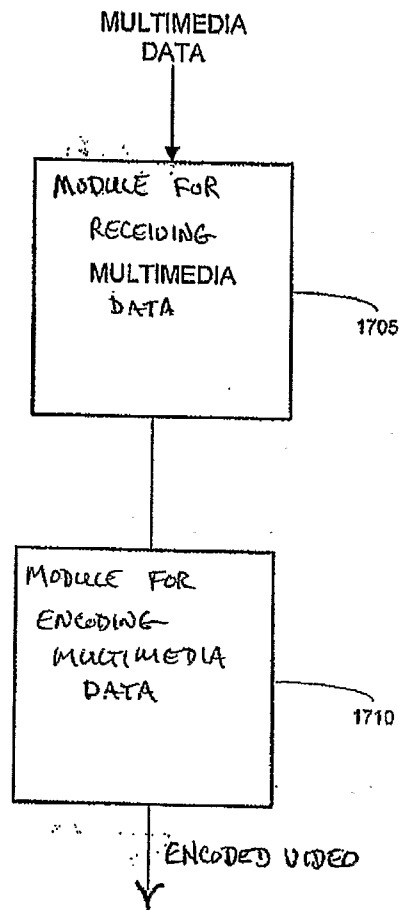 MULTIMEDIA
DATA
MODULE FOR
RECEIVING
MULTIMEDIA
DATA
1705
MODULE FOR
ENCODING
MULTIMEDIA
DATA
1710
ENCODED VIDEO